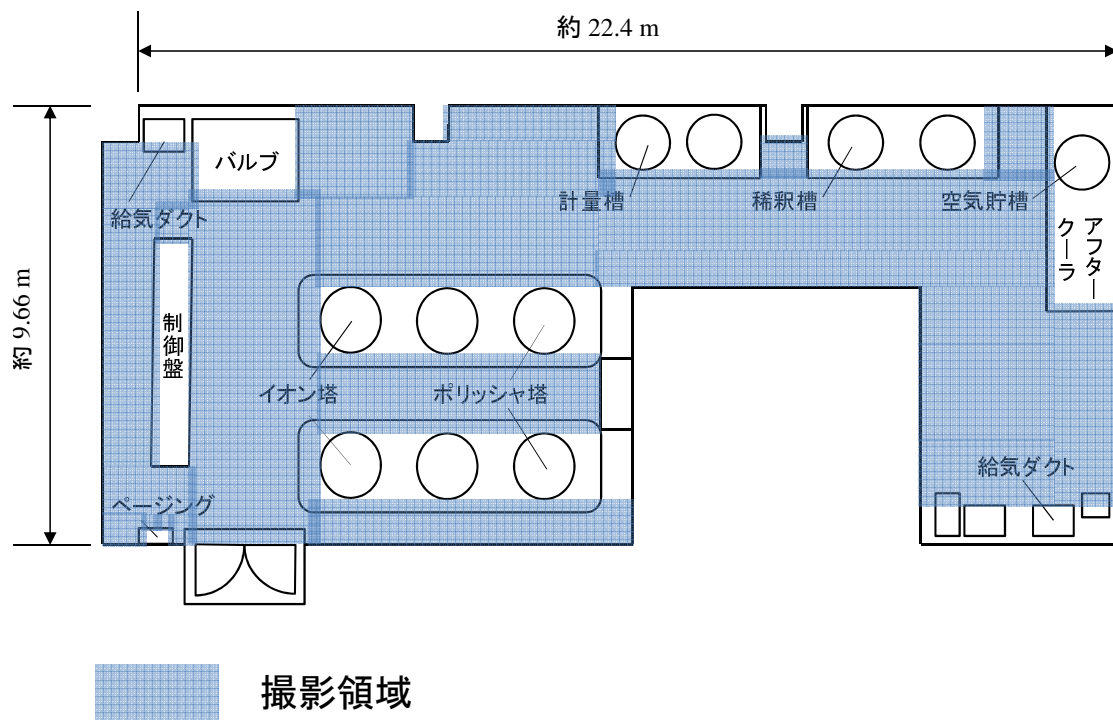 約 22.4 m
約 9.66 m
バルブ
給気ダクト
計量槽
稀釈槽
空気貯槽
アフター
クーラ
制御盤
イオン塔
ポリッシャ塔
給気ダクト
ページング
撮影領域